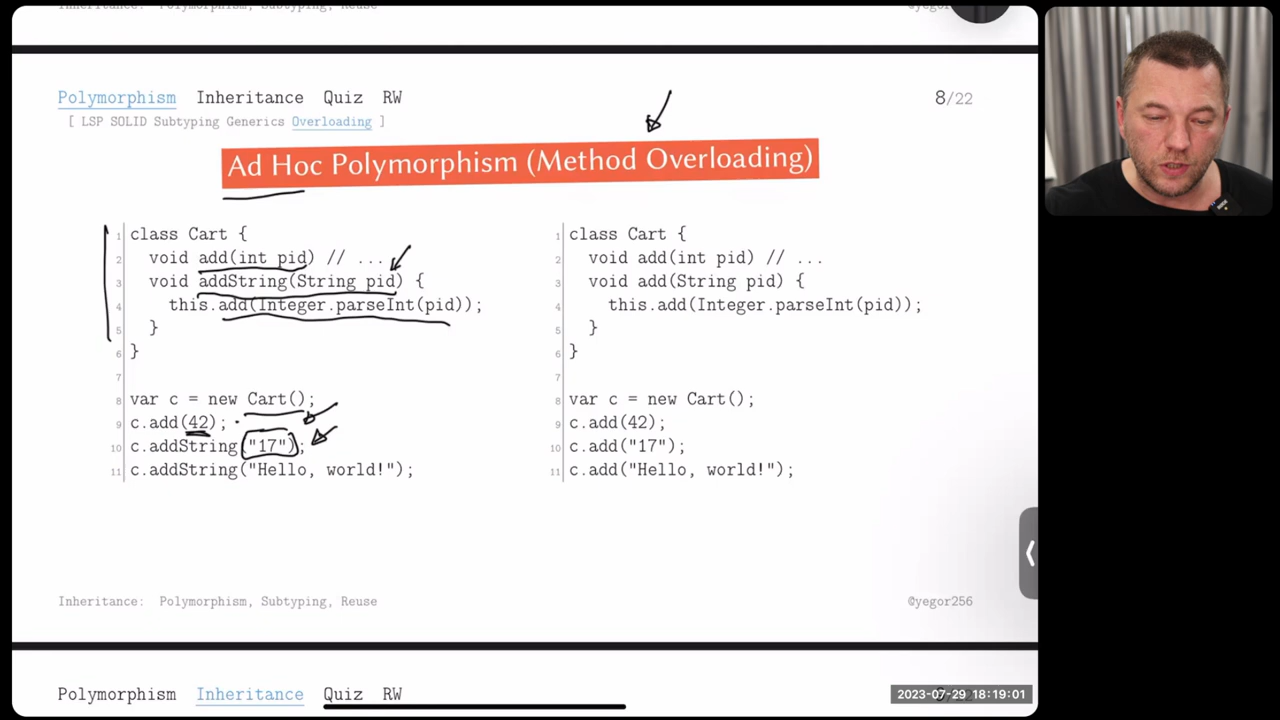 Inheritance: Polymorphism, Subtyping, Reuse
Polymorphism Inheritance Quiz RW 8/22
[ LSP SOLID Subtyping Generics Overloading ]
Ad Hoc Polymorphism (Method Overloading)
1 class Cart {
2 void add(int pid) // ...
3 void addString(String pid) {
4 this.add(Integer.parseInt(pid));
5 }
6 }
7
8 var c = new Cart();
9 c.add(42);
10 c.addString("17");
11 c.addString("Hello, world!");
1 class Cart {
2 void add(int pid) // ...
3 void add(String pid) {
4 this.add(Integer.parseInt(pid));
5 }
6 }
7
8 var c = new Cart();
9 c.add(42);
10 c.add("17");
11 c.add("Hello, world!");
Inheritance: Polymorphism, Subtyping, Reuse @yegor256
Polymorphism Inheritance Quiz RW
2023-07-29 18:19:01